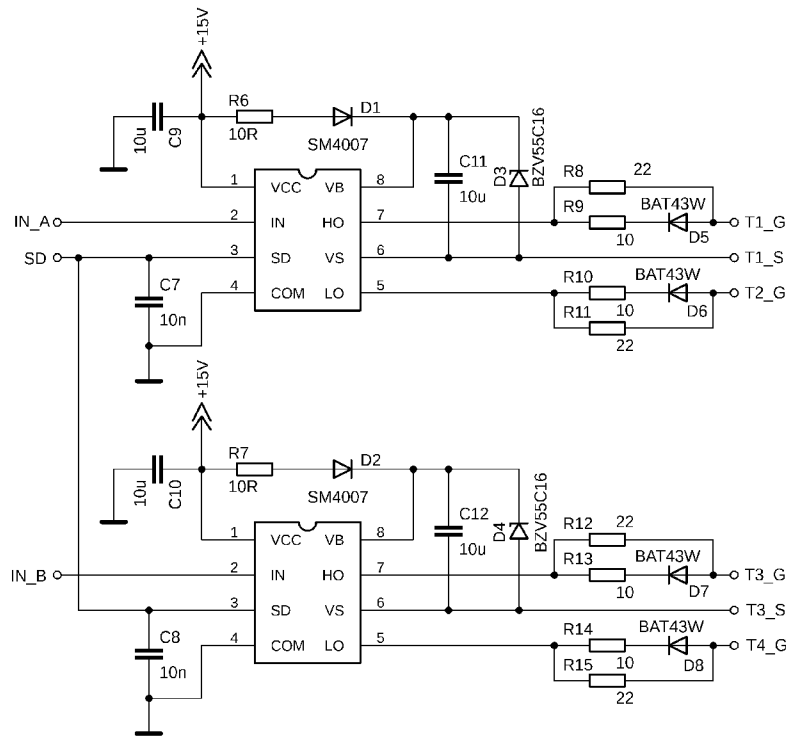 +15V
R6
10R
D1
SM4007
10u
C9
C11
10u
D3
BZV55C16
R8
22
R9
10
BAT43W
D5
1
VCC
VB
8
IN_A
2
IN
HO
7
T1_G
SD
3
SD
VS
6
T1_S
4
COM
LO
5
T2_G
C7
10n
R10
10
BAT43W
D6
R11
22
+15V
R7
10R
D2
SM4007
10u
C10
C12
10u
D4
BZV55C16
R12
22
R13
10
BAT43W
D7
1
VCC
VB
8
IN_B
2
IN
HO
7
T3_G
3
SD
VS
6
T3_S
4
COM
LO
5
T4_G
C8
10n
R14
10
BAT43W
D8
R15
22